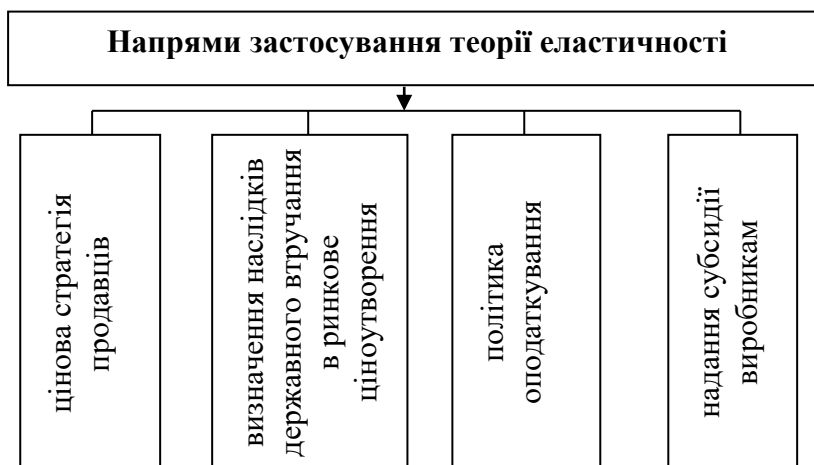 Напрями застосування теорії еластичності
цінова стратегія
продавців
визначення наслідків
державного втручання
в ринкове
ціноутворення
політика
оподаткування
надання субсидії
виробникам